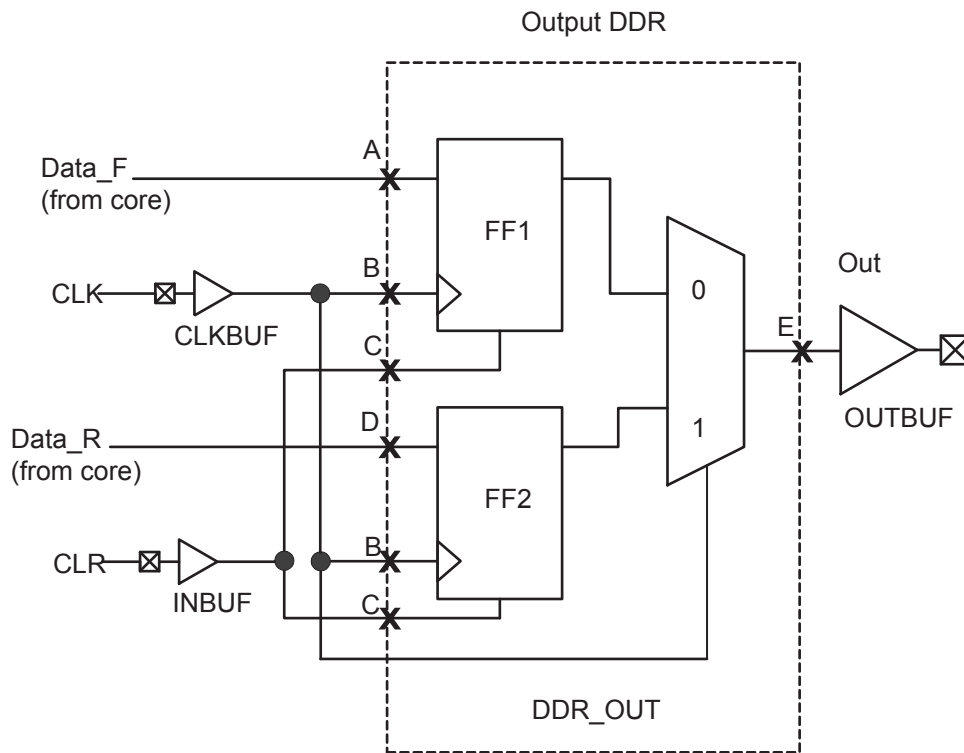 Output DDR
A
Data_F
(from core)
FF1
B
CLK
CLKBUF
C
0
Out
E
OUTBUF
D
Data_R
(from core)
1
FF2
B
CLR
INBUF
C
DDR_OUT